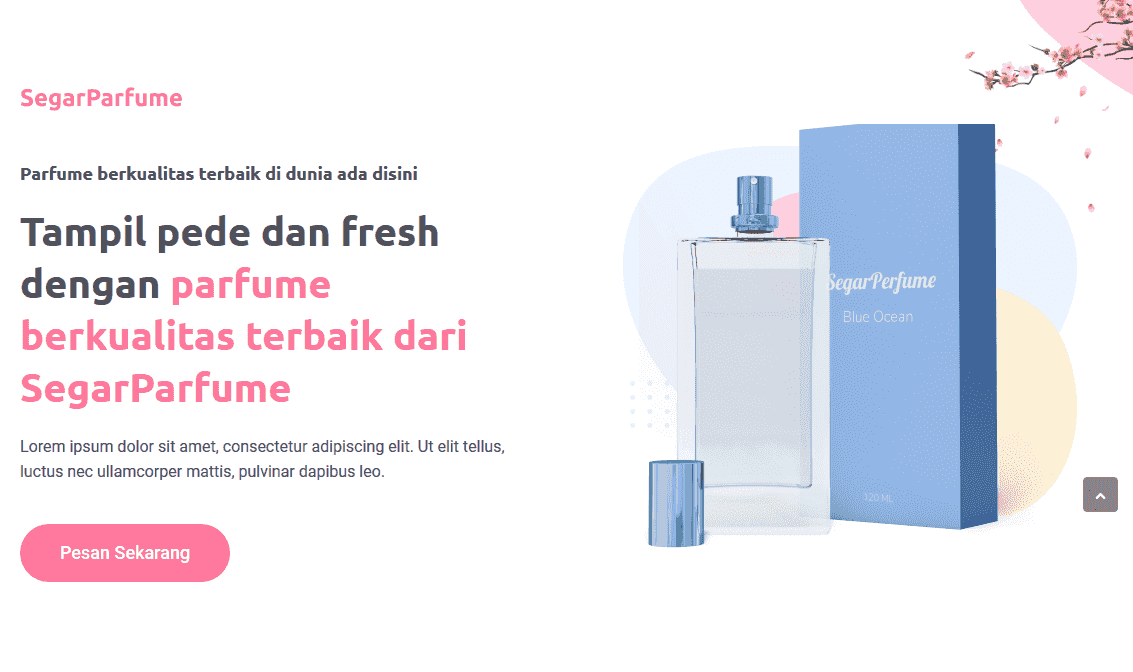 SegarParfume
Parfume berkualitas terbaik di dunia ada disini
Tampil pede dan fresh
dengan parfume
berkualitas terbaik dari
SegarParfume
Lorem ipsum dolor sit amet, consectetur adipiscing elit. Ut elit tellus,
luctus nec ullamcorper mattis, pulvinar dapibus leo.
Pesan Sekarang
SegarPerfume
Blue Ocean
120 ML